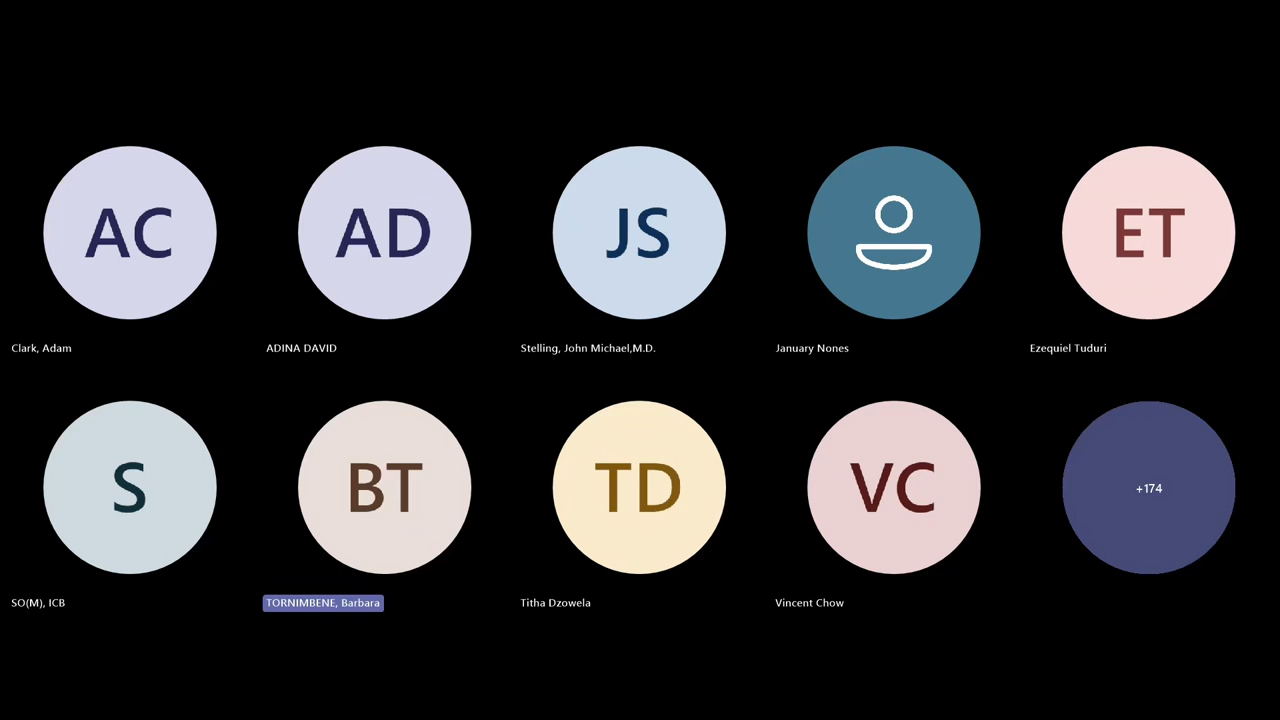 AC
AD
JS
ET
Clark, Adam
ADINA DAVID
Stelling, John Michael,M.D.
January Nones
Ezequiel Tuduri
S
BT
TD
VC
+174
SO(M), ICB
TORNIMBENE, Barbara
Titha Dzowela
Vincent Chow